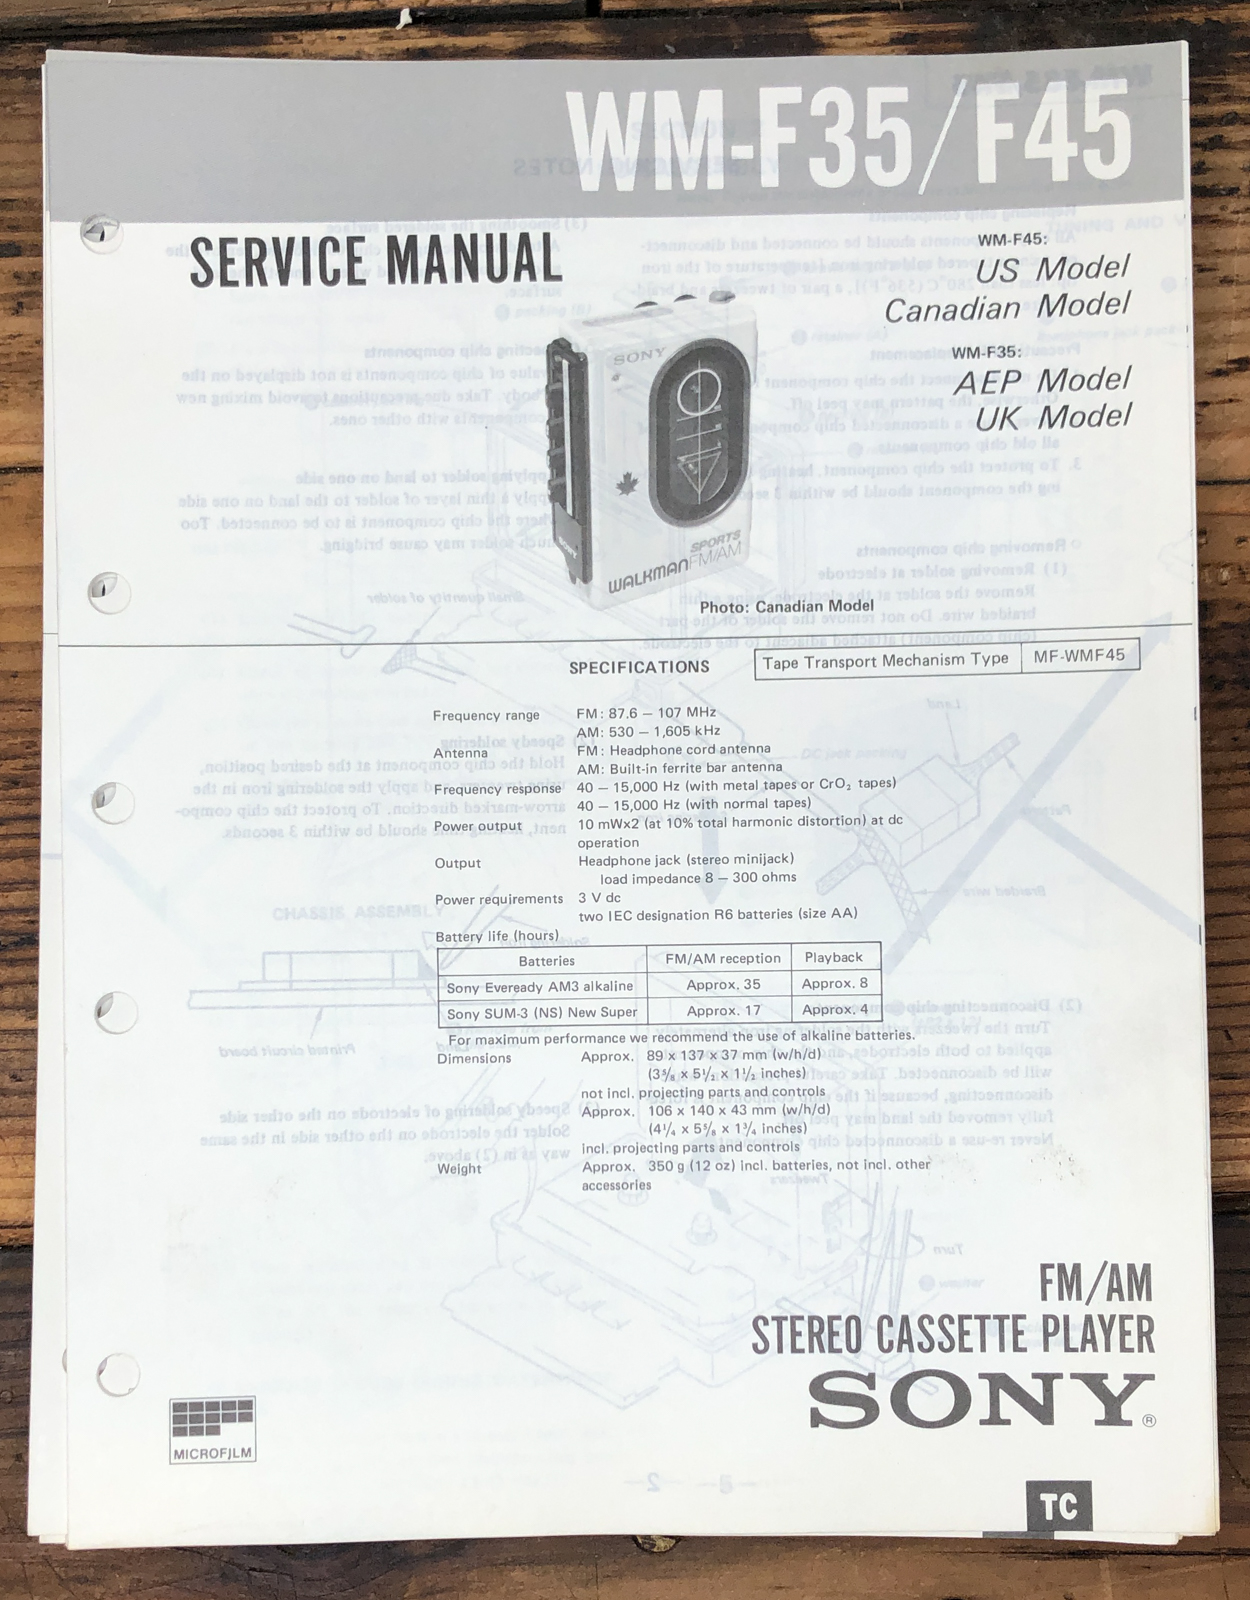 WM-F35/F45
SERVICE MANUAL
WM-F45:
US Model
Canadian Model
WM-F35:
AEP Model
UK Model
SONY
SONY
SPORTS
WALKMAN FM/AM
Photo: Canadian Model
SPECIFICATIONS
Tape Transport Mechanism Type MF-WMF45
Frequency range FM: 87.6 – 107 MHz
AM: 530 – 1,605 kHz
Antenna FM: Headphone cord antenna
AM: Built-in ferrite bar antenna
Frequency response 40 – 15,000 Hz (with metal tapes or CrO₂ tapes)
40 – 15,000 Hz (with normal tapes)
Power output 10 mWx2 (at 10% total harmonic distortion) at dc
operation
Output Headphone jack (stereo minijack)
load impedance 8 – 300 ohms
Power requirements 3 V dc
two IEC designation R6 batteries (size AA)
Battery life (hours)
Batteries FM/AM reception Playback
Sony Eveready AM3 alkaline Approx. 35 Approx. 8
Sony SUM-3 (NS) New Super Approx. 17 Approx. 4
For maximum performance we recommend the use of alkaline batteries.
Dimensions Approx. 89 x 137 x 37 mm (w/h/d)
(3⅝ x 5½ x 1½ inches)
not incl. projecting parts and controls
Approx. 106 x 140 x 43 mm (w/h/d)
(4¼ x 5⅝ x 1¾ inches)
incl. projecting parts and controls
Weight Approx. 350 g (12 oz) incl. batteries, not incl. other
accessories
FM/AM
STEREO CASSETTE PLAYER
SONY®
MICROFILM
TC